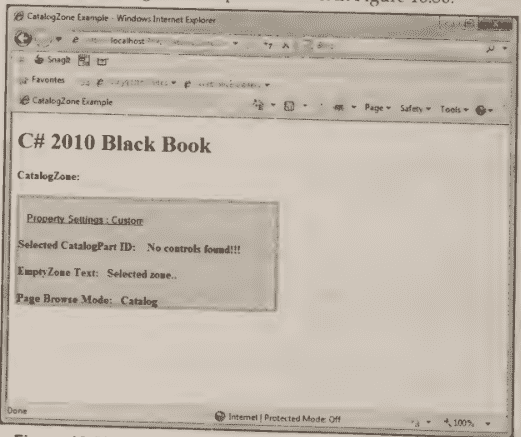 CatalogZone Example - Windows Internet Explorer
localhost
SnagIt
Favorites
CatalogZone Example
Page Safety Tools
C# 2010 Black Book
CatalogZone:
Property Settings : Custom
Selected CatalogPart ID: No controls found!!!
EmptyZone Text: Selected zone..
Page Browse Mode: Catalog
Done
Internet | Protected Mode: Off
100%